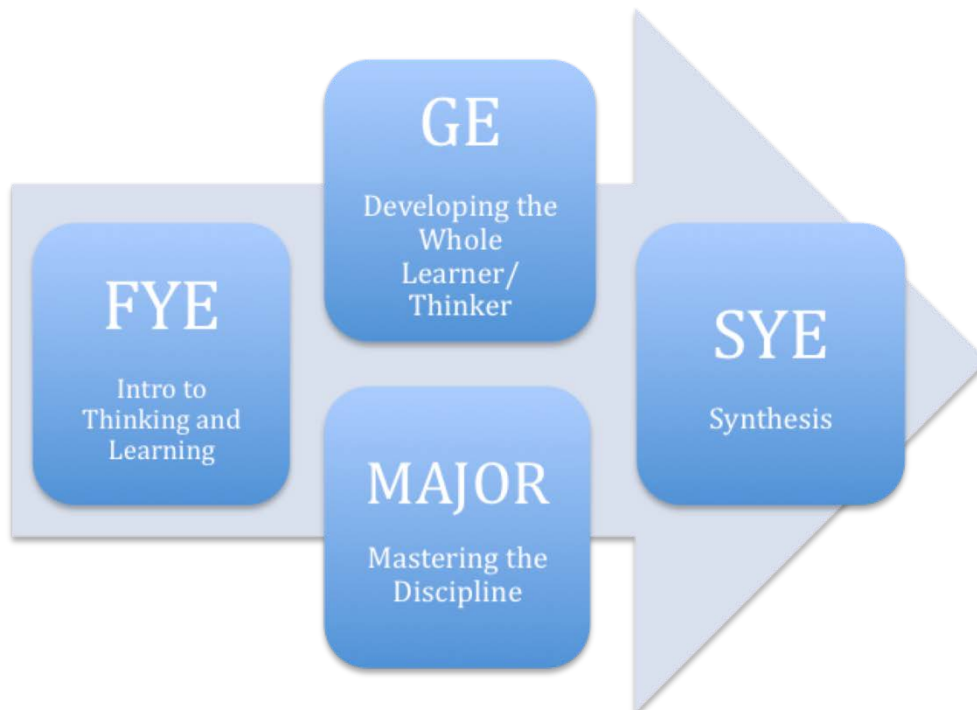 FYE
Intro to
Thinking and
Learning
GE
Developing the
Whole
Learner/
Thinker
MAJOR
Mastering the
Discipline
SYE
Synthesis